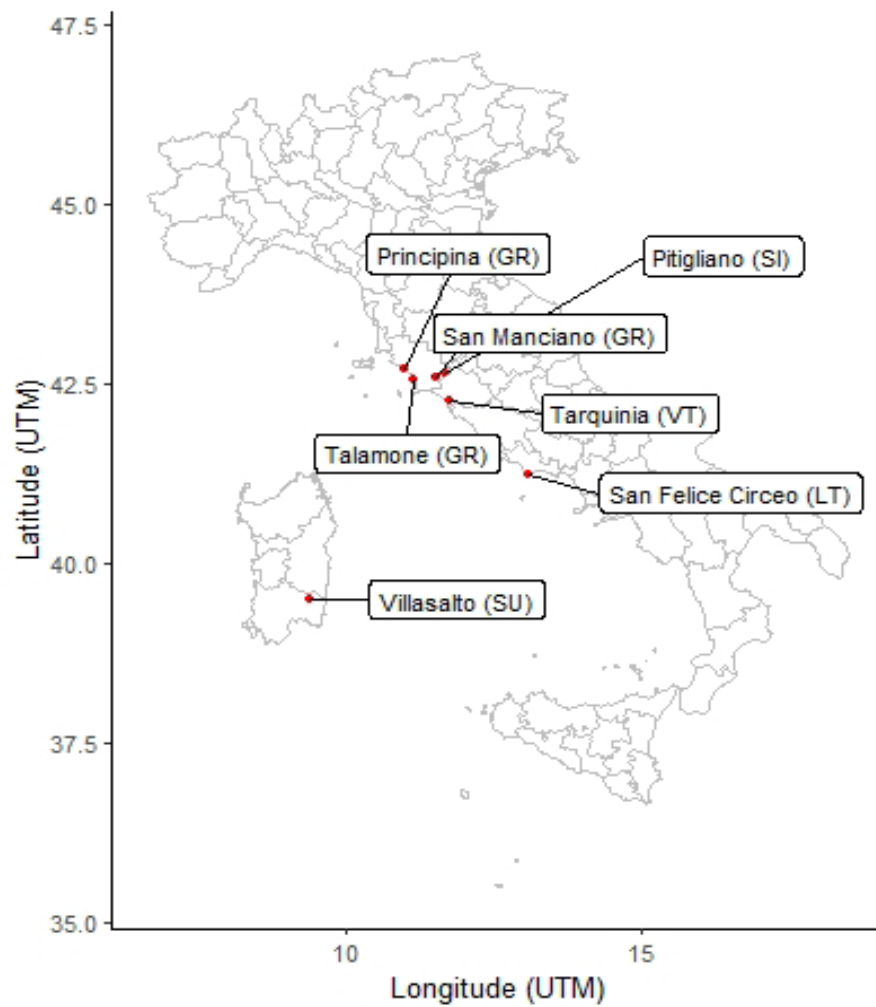 47.5
45.0
42.5
40.0
37.5
35.0
Latitude (UTM)
Principina (GR)
Pitigliano (SI)
San Manciano (GR)
Tarquinia (VT)
Talamone (GR)
San Felice Circeo (LT)
Villasalto (SU)
10
15
Longitude (UTM)